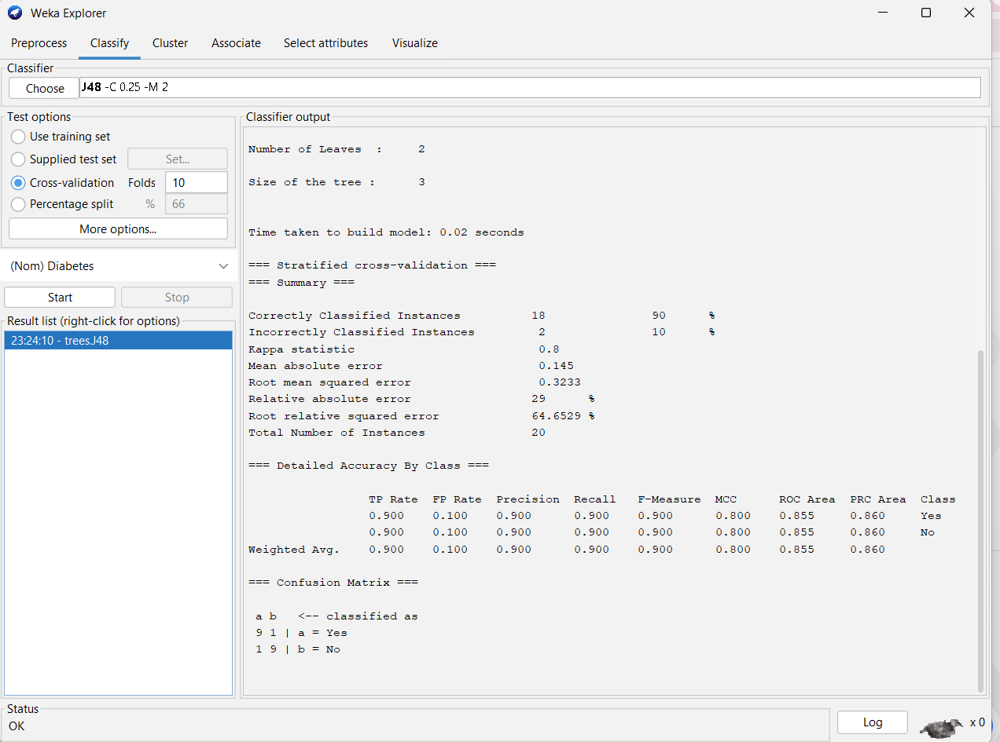 Weka Explorer
Preprocess Classify Cluster Associate Select attributes Visualize
Classifier
Choose J48 -C 0.25 -M 2
Test options
Use training set
Supplied test set Set...
Cross-validation Folds 10
Percentage split % 66
More options...
(Nom) Diabetes
Start Stop
Result list (right-click for options)
23:24:10 - trees.J48
Classifier output
Number of Leaves  :     2
Size of the tree :      3
Time taken to build model: 0.02 seconds
=== Stratified cross-validation ===
=== Summary ===
Correctly Classified Instances          18               90      %
Incorrectly Classified Instances         2               10      %
Kappa statistic                          0.8
Mean absolute error                      0.145
Root mean squared error                  0.3233
Relative absolute error                 29      %
Root relative squared error             64.6529 %
Total Number of Instances               20
=== Detailed Accuracy By Class ===
                 TP Rate  FP Rate  Precision  Recall   F-Measure  MCC      ROC Area  PRC Area  Class
                 0.900    0.100    0.900      0.900    0.900      0.800    0.855     0.860     Yes
                 0.900    0.100    0.900      0.900    0.900      0.800    0.855     0.860     No
Weighted Avg.    0.900    0.100    0.900      0.900    0.900      0.800    0.855     0.860
=== Confusion Matrix ===
 a b   <-- classified as
 9 1 | a = Yes
 1 9 | b = No
Status
OK
Log x 0